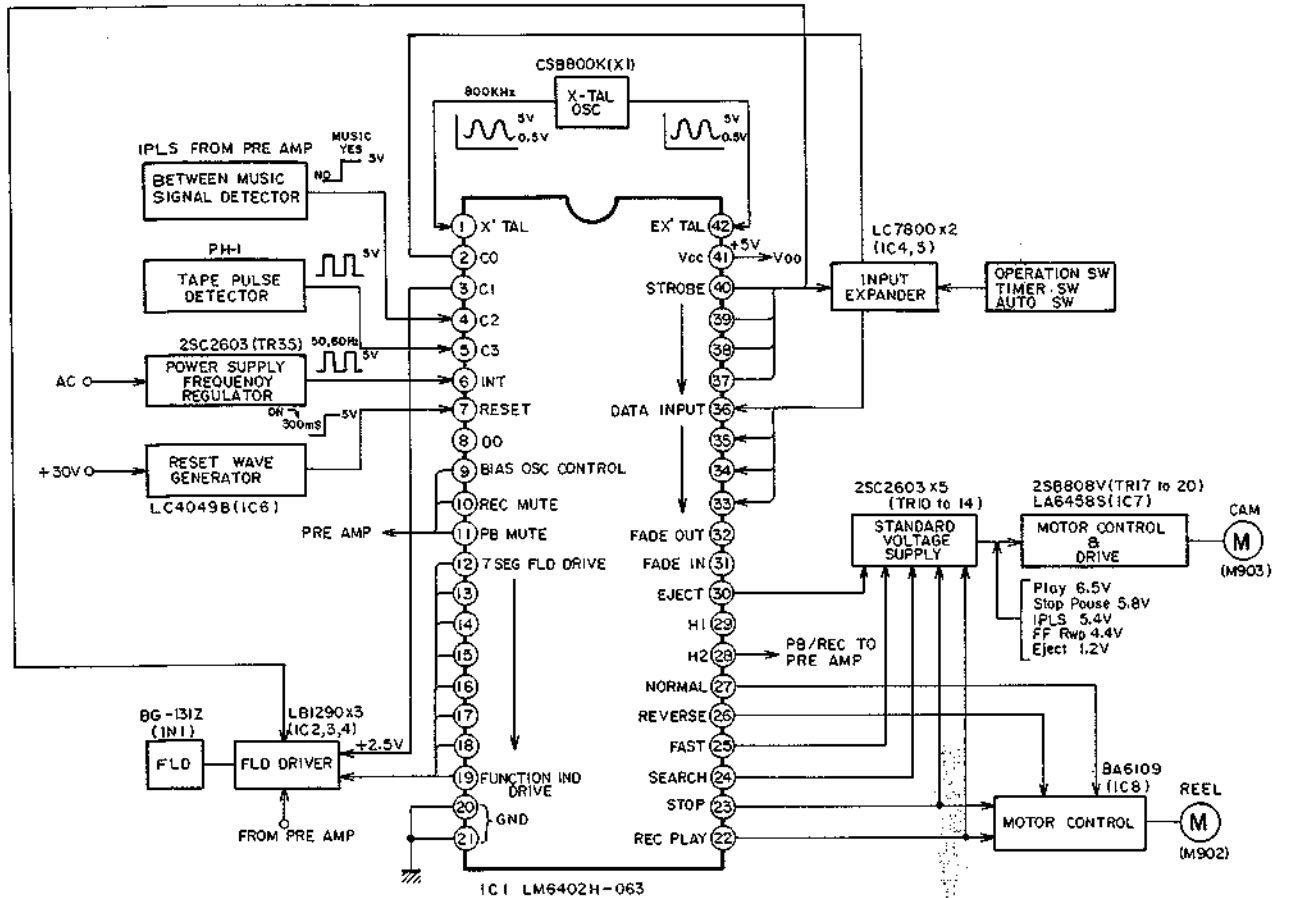 CSB800K(X1)
800KHz
X-TAL
OSC
5V
0.5V
5V
0.5V
IPLS FROM PRE AMP
MUSIC
YES
NO
5V
BETWEEN MUSIC
SIGNAL DETECTOR
PH-1
5V
TAPE PULSE
DETECTOR
2SC2603(TR35)
50,60Hz
5V
AC
POWER SUPPLY
FREQUENCY
REGULATOR
ON
300mS
5V
+30V
RESET WAVE
GENERATOR
LC4049B(IC6)
PRE AMP
1 X'TAL
2 C0
3 C1
4 C2
5 C3
6 INT
7 RESET
8 DO
9 BIAS OSC CONTROL
10 REC MUTE
11 PB MUTE
12 7 SEG FLD DRIVE
13
14
15
16
17
18
19 FUNCTION IND
DRIVE
20
21
GND
EX'TAL 42
Vcc 41
+5V
STROBE 40
39
38
37
DATA INPUT 36
35
34
33
FADE OUT 32
FADE IN 31
EJECT 30
H1 29
H2 28
NORMAL 27
REVERSE 26
FAST 25
SEARCH 24
STOP 23
REC PLAY 22
IC1 LM6402H-063
LC7800x2
(IC4,5)
INPUT
EXPANDER
OPERATION SW
TIMER SW
AUTO SW
2SC2603x5
(TR10 to 14)
STANDARD
VOLTAGE
SUPPLY
2SB808V(TR17 to 20)
LA6458S(IC7)
MOTOR CONTROL
&
DRIVE
CAM
M
(M903)
Play 6.5V
Stop Pouse 5.8V
IPLS 5.4V
FF Rwp 4.4V
Eject 1.2V
PB/REC TO
PRE AMP
BA6109
(IC8)
MOTOR CONTROL
REEL
M
(M902)
BG-131Z
(IN1)
FLD
LB1290x3
(IC2,3,4)
FLD DRIVER
+2.5V
FROM PRE AMP